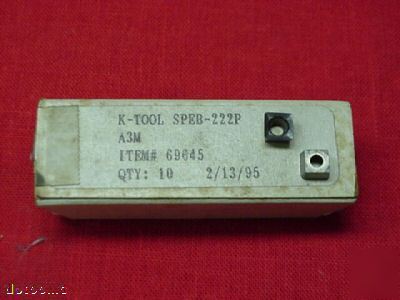 K-TOOL SPEB-222P
A3M
ITEM# 69645
QTY: 10 2/13/95